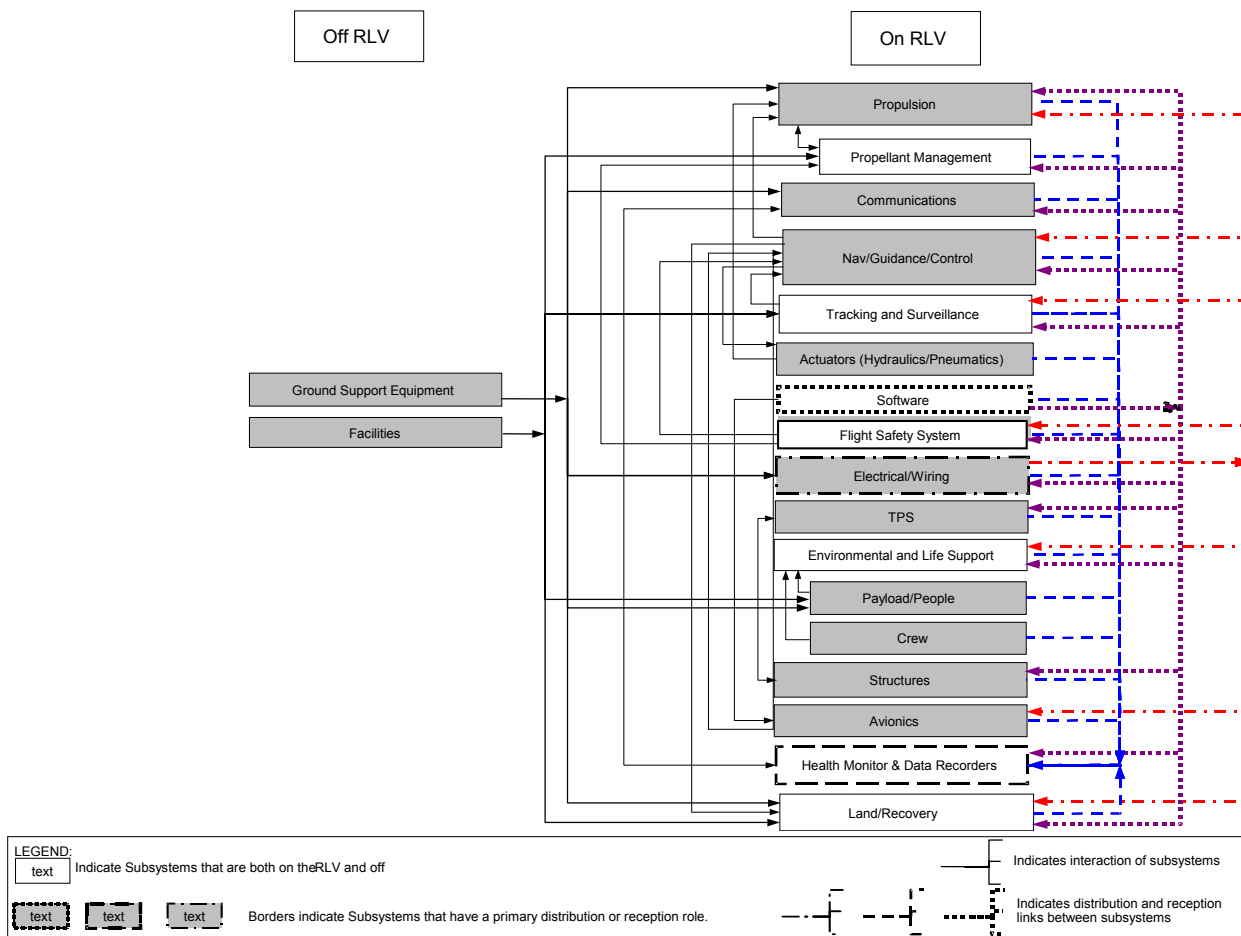 Off RLV
On RLV
Propulsion
Propellant Management
Communications
Nav/Guidance/Control
Tracking and Surveillance
Actuators (Hydraulics/Pneumatics)
Ground Support Equipment
Software
Facilities
Flight Safety System
Electrical/Wiring
TPS
Environmental and Life Support
Payload/People
Crew
Structures
Avionics
Health Monitor & Data Recorders
Land/Recovery
LEGEND:
text
Indicate Subsystems that are both on theRLV and off
Indicates interaction of subsystems
text text text
Borders indicate Subsystems that have a primary distribution or reception role.
Indicates distribution and reception
links between subsystems